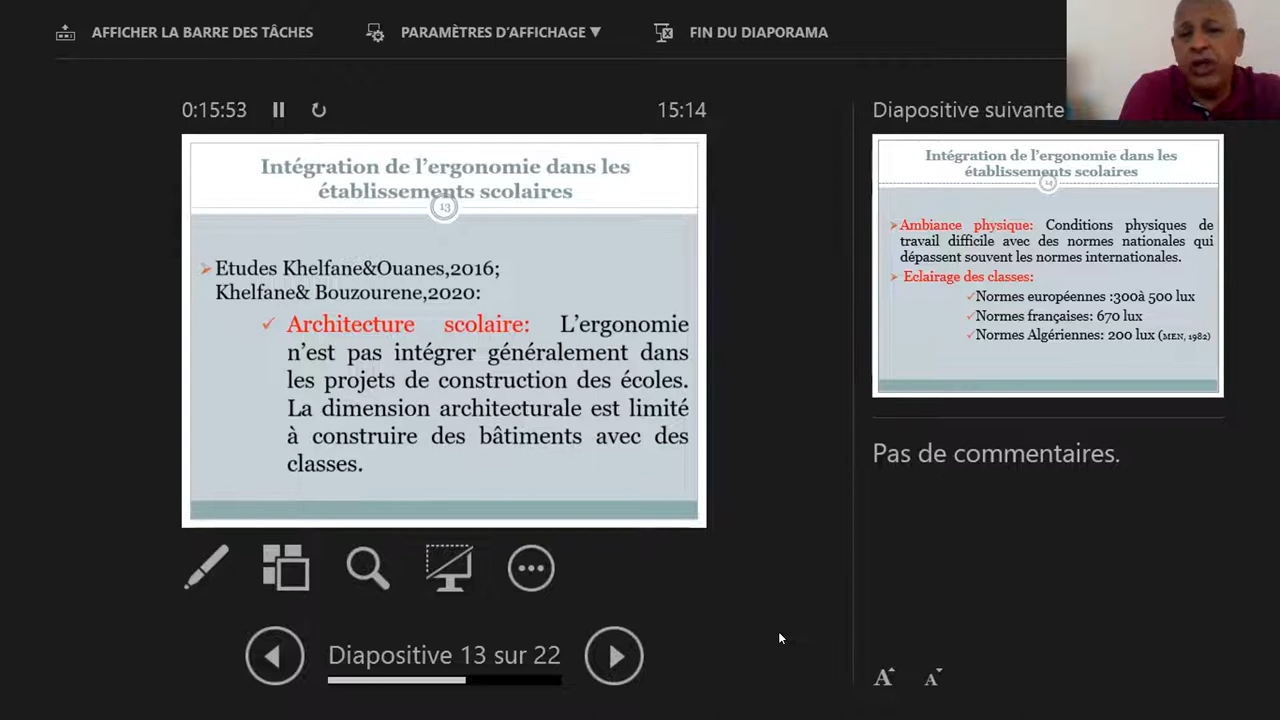 AFFICHER LA BARRE DES TÂCHES
PARAMÈTRES D'AFFICHAGE ▼
FIN DU DIAPORAMA
0:15:53
15:14
Intégration de l'ergonomie dans les
établissements scolaires
13
Etudes Khelfane&Ouanes,2016;
Khelfane& Bouzourene,2020:
Architecture scolaire: L'ergonomie
n'est pas intégrer généralement dans
les projets de construction des écoles.
La dimension architecturale est limité
à construire des bâtiments avec des
classes.
Diapositive 13 sur 22
Diapositive suivante
Intégration de l'ergonomie dans les
établissements scolaires
14
Ambiance physique: Conditions physiques de
travail difficile avec des normes nationales qui
dépassent souvent les normes internationales.
Eclairage des classes:
Normes européennes :300à 500 lux
Normes françaises: 670 lux
Normes Algériennes: 200 lux (MEN, 1982)
Pas de commentaires.
A A